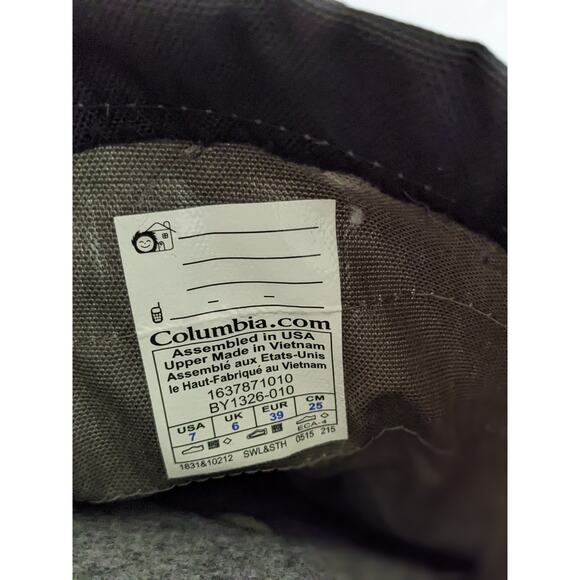 Columbia.com
Assembled in USA
Upper Made in Vietnam
Assemblé aux Etats-Unis
le Haut-Fabriqué au Vietnam
1637871010
BY1326-010
USA UK EUR CM
7 6 39 25
ECA-4
1831&10212 SWL&STH 0515 215